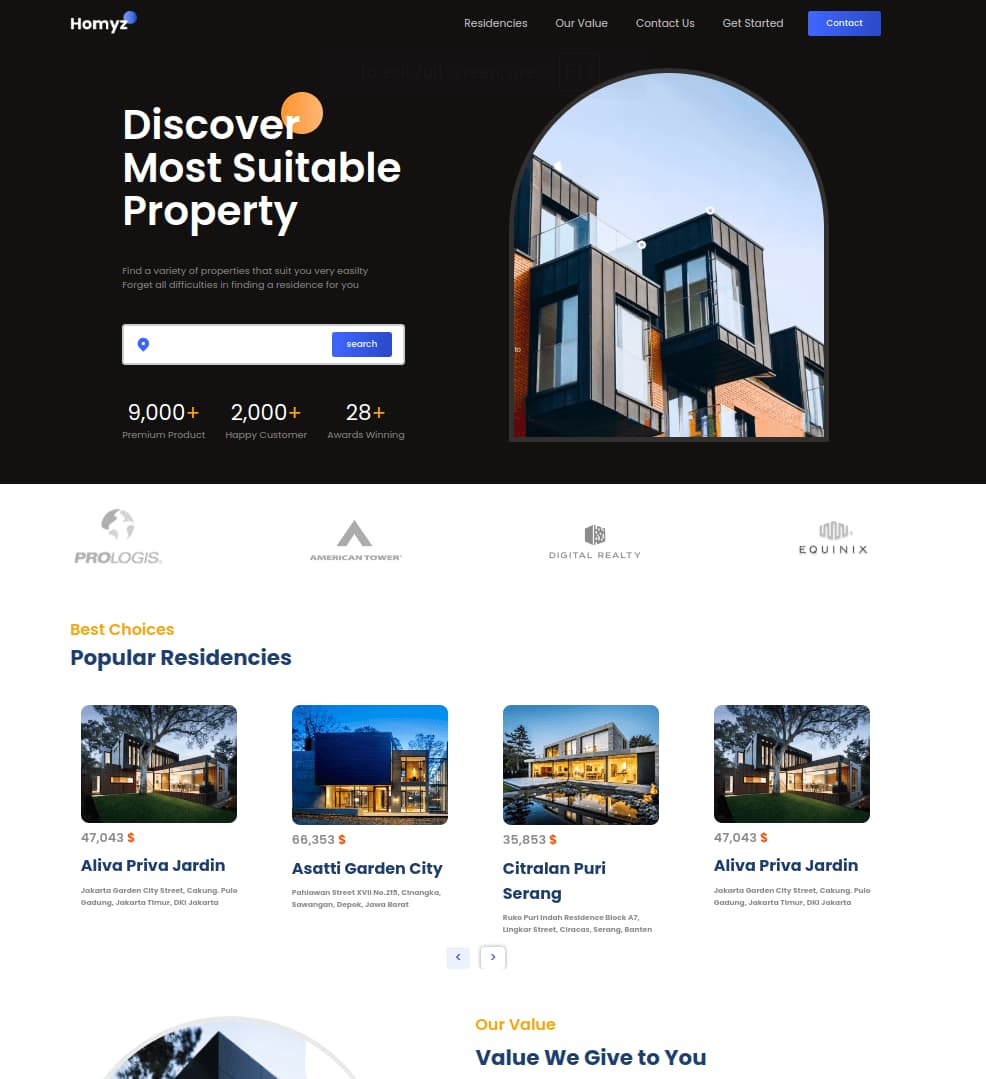 Homyz
Residencies
Our Value
Contact Us
Get Started
Contact
Discover
Most Suitable
Property
Find a variety of properties that suit you very easilty
Forget all difficulties in finding a residence for you
search
9,000+
2,000+
28+
Premium Product
Happy Customer
Awards Winning
to
PROLOGIS
AMERICAN TOWER
DIGITAL REALTY
EQUINIX
Best Choices
Popular Residencies
47,043 $
Aliva Priva Jardin
Jakarta Garden City Street, Cakung. Pulo
Gadung, Jakarta Timur, DKI Jakarta
66,353 $
Asatti Garden City
Pahlawan Street XVII No.215, Cinangka,
Sawangan, Depok, Jawa Barat
35,853 $
Citralan Puri
Serang
Ruko Puri Indah Residence Block A7,
Lingkar Street, Ciracas, Serang, Banten
47,043 $
Aliva Priva Jardin
Jakarta Garden City Street, Cakung. Pulo
Gadung, Jakarta Timur, DKI Jakarta
< >
Our Value
Value We Give to You